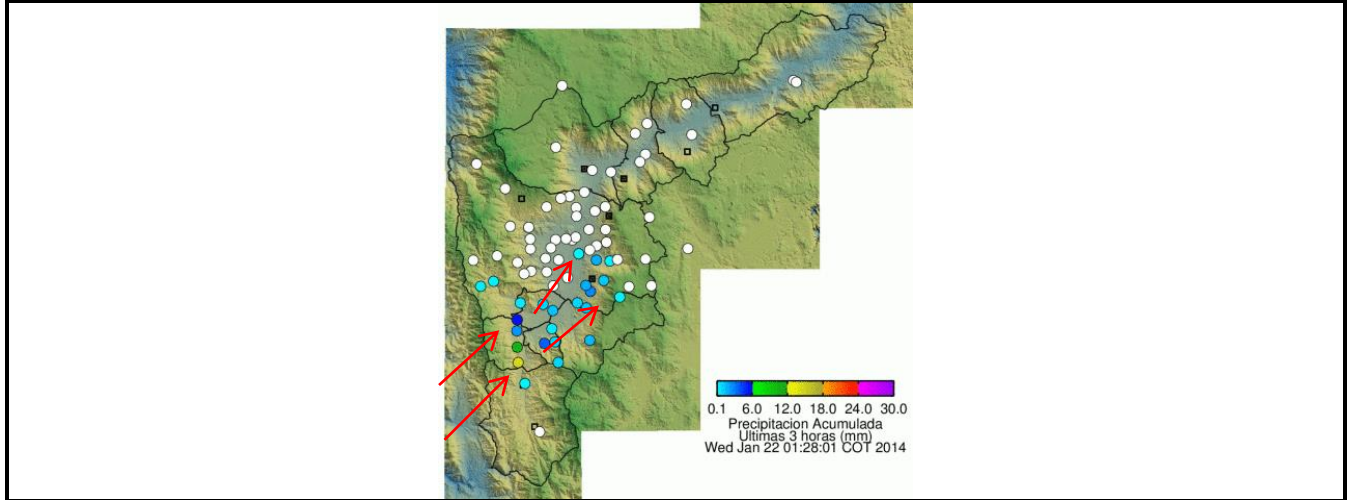 0.1 6.0 12.0 18.0 24.0 30.0
Precipitacion Acumulada
Ultimas 3 horas (mm)
Wed Jan 22 01:28:01 COT 2014